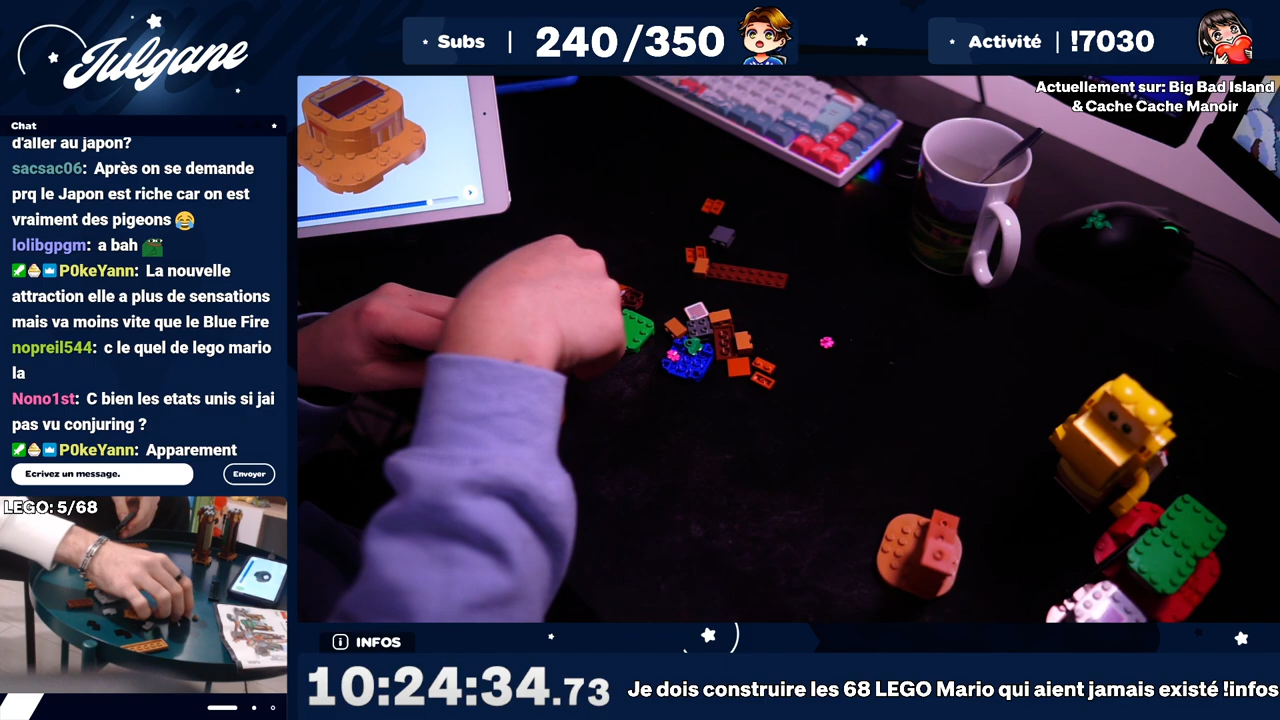 Julgane
Subs | 240/350
Activité | !7030
Actuellement sur: Big Bad Island
& Cache Cache Manoir
Chat
d'aller au japon?
sacsac06: Après on se demande
prq le Japon est riche car on est
vraiment des pigeons 😂
lolibgpgm: a bah
P0keYann: La nouvelle
attraction elle a plus de sensations
mais va moins vite que le Blue Fire
nopreil544: c le quel de lego mario
la
Nono1st: C bien les etats unis si jai
pas vu conjuring ?
P0keYann: Apparement
Ecrivez un message.
Envoyer
LEGO: 5/68
INFOS
10:24:34.73
Je dois construire les 68 LEGO Mario qui aient jamais existé !infos